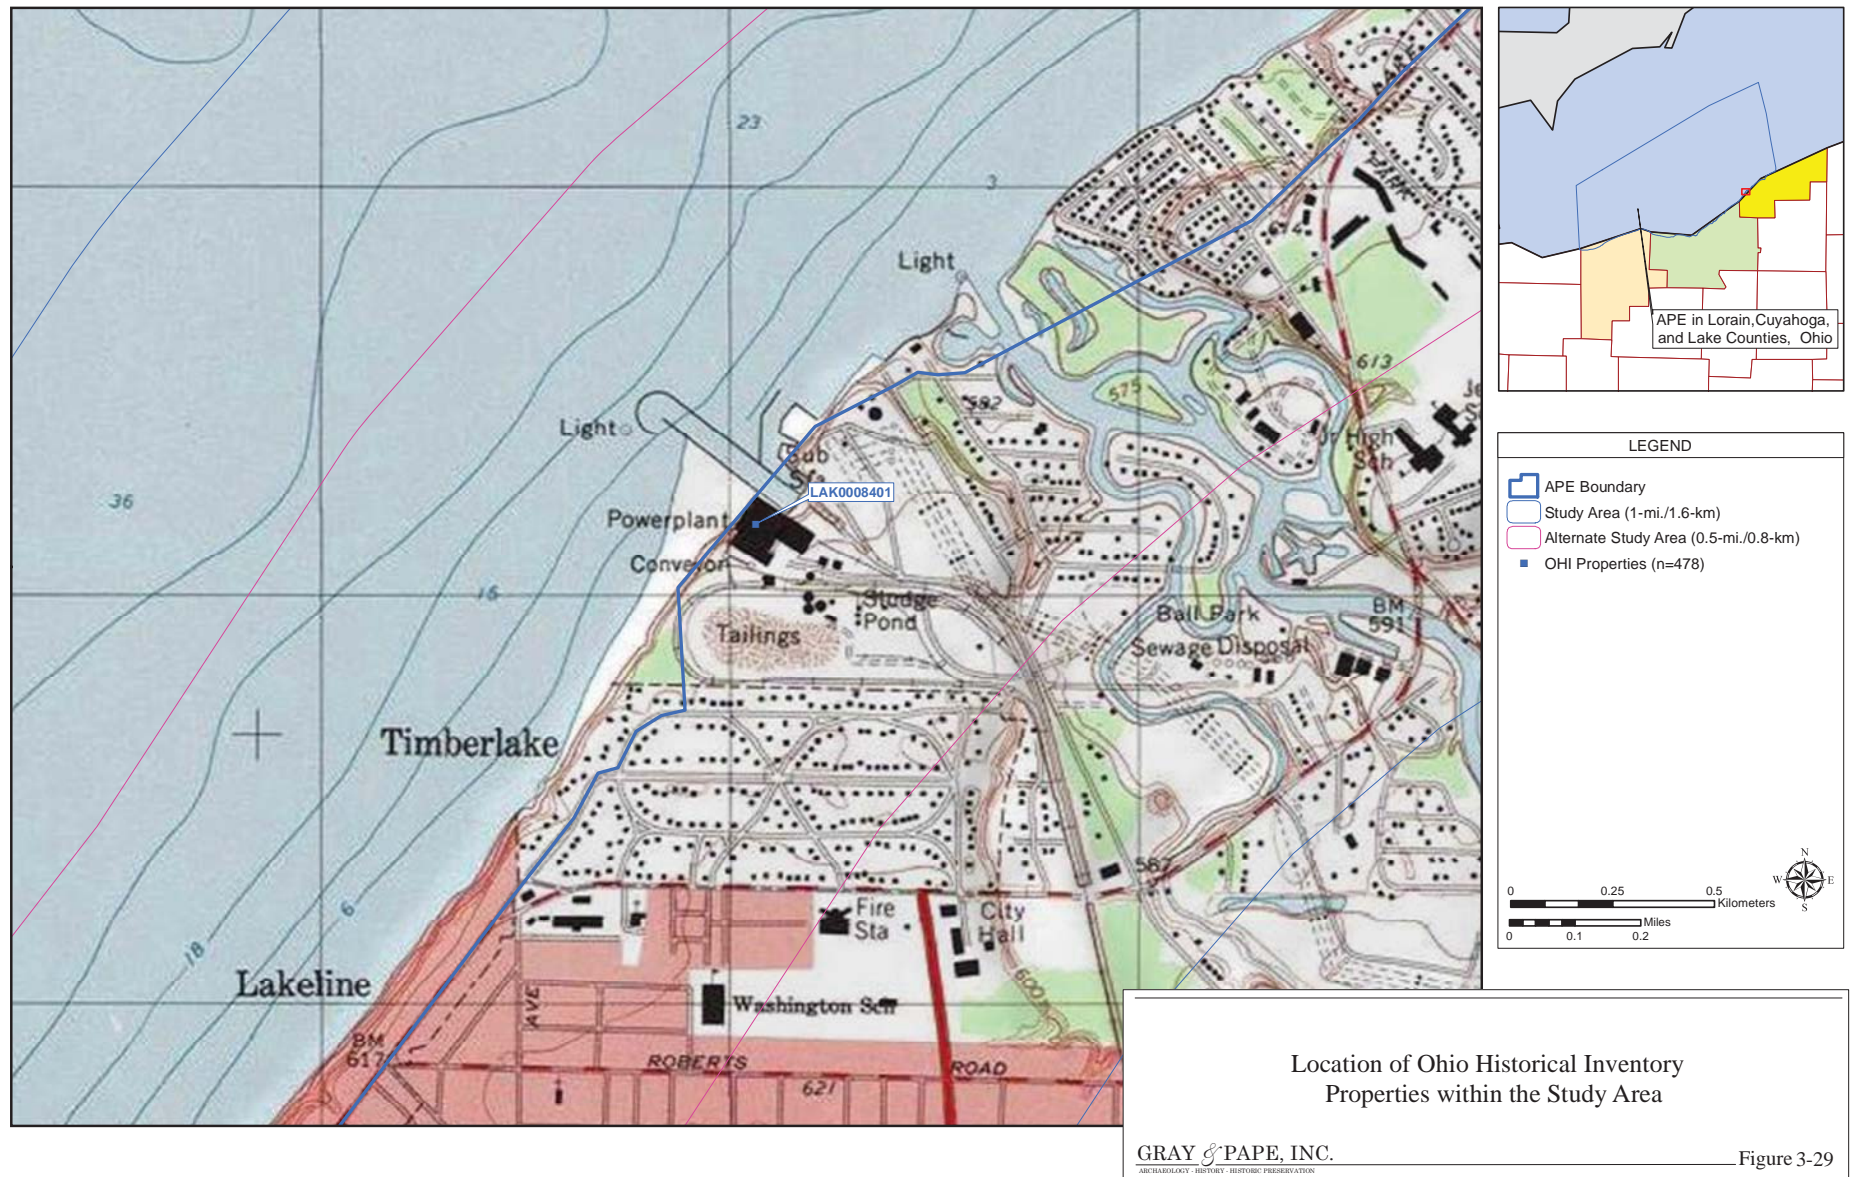 23
3
PARK
614
Light
613
575
582
Light
Jr High
Sch
Sub
LAK0008401
36
Powerplant
Conveyor
15
Sludge
Pond
Tailings
Ball Park
BM
591
Sewage Disposal
Timberlake
587
6
Fire
Sta
City
Hall
18
Lakeline
AVE
600
Washington Sch
BM
617
ROBERTS
ROAD
621
APE in Lorain,Cuyahoga,
and Lake Counties, Ohio
LEGEND
APE Boundary
Study Area (1-mi./1.6-km)
Alternate Study Area (0.5-mi./0.8-km)
OHI Properties (n=478)
N
W E
S
0 0.25 0.5
Kilometers
Miles
0 0.1 0.2
Location of Ohio Historical Inventory
Properties within the Study Area
GRAY & PAPE, INC.
ARCHAEOLOGY - HISTORY - HISTORIC PRESERVATION
Figure 3-29